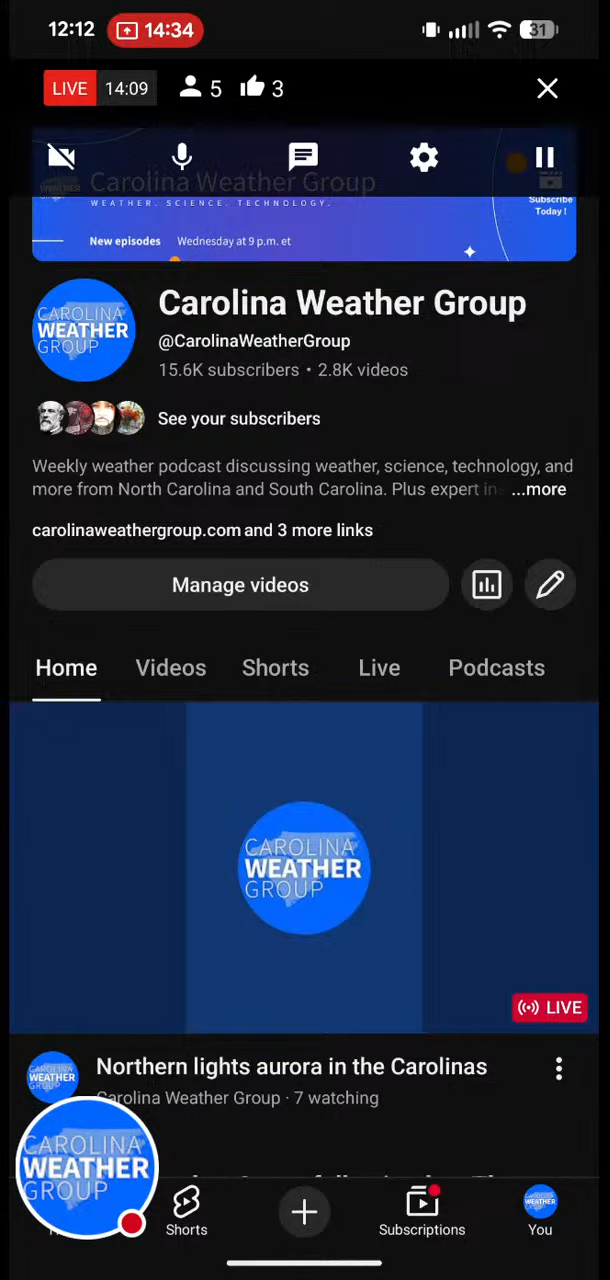 12:12 14:34 31
LIVE 14:09 5 3
Carolina Weather Group
WEATHER. SCIENCE. TECHNOLOGY.
Subscribe
Today !
New episodes Wednesday at 9 p.m. et
CAROLINA
WEATHER
GROUP
Carolina Weather Group
@CarolinaWeatherGroup
15.6K subscribers • 2.8K videos
See your subscribers
Weekly weather podcast discussing weather, science, technology, and
more from North Carolina and South Carolina. Plus expert in ...more
carolinaweathergroup.com and 3 more links
Manage videos
Home Videos Shorts Live Podcasts
CAROLINA
WEATHER
GROUP
LIVE
WEATHER
Northern lights aurora in the Carolinas
Carolina Weather Group · 7 watching
CAROLINA
WEATHER
GROUP
Shorts
Subscriptions
You